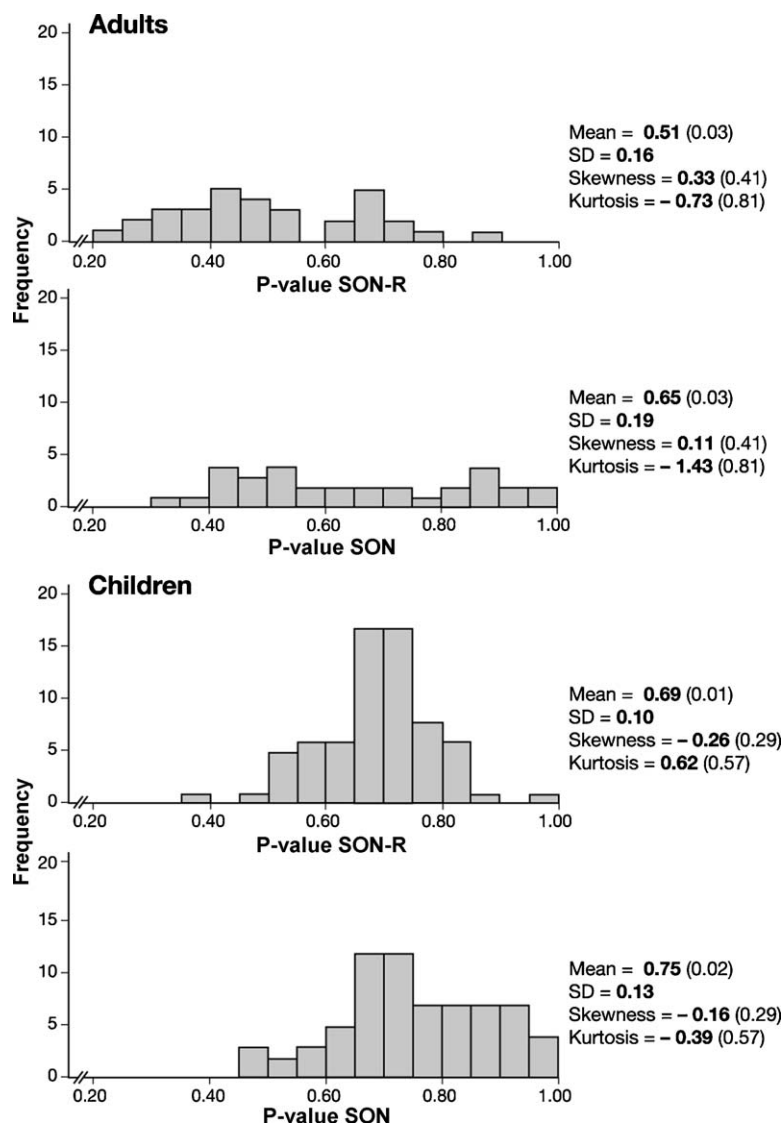 Adults
20
15
10
5
0
0.20 0.40 0.60 0.80 1.00
P-value SON-R
Mean = 0.51 (0.03)
SD = 0.16
Skewness = 0.33 (0.41)
Kurtosis = – 0.73 (0.81)
Frequency
20
15
10
5
0
0.20 0.40 0.60 0.80 1.00
P-value SON
Mean = 0.65 (0.03)
SD = 0.19
Skewness = 0.11 (0.41)
Kurtosis = – 1.43 (0.81)
Children
20
15
10
5
0
0.20 0.40 0.60 0.80 1.00
P-value SON-R
Mean = 0.69 (0.01)
SD = 0.10
Skewness = – 0.26 (0.29)
Kurtosis = 0.62 (0.57)
Frequency
20
15
10
5
0
0.20 0.40 0.60 0.80 1.00
P-value SON
Mean = 0.75 (0.02)
SD = 0.13
Skewness = – 0.16 (0.29)
Kurtosis = – 0.39 (0.57)